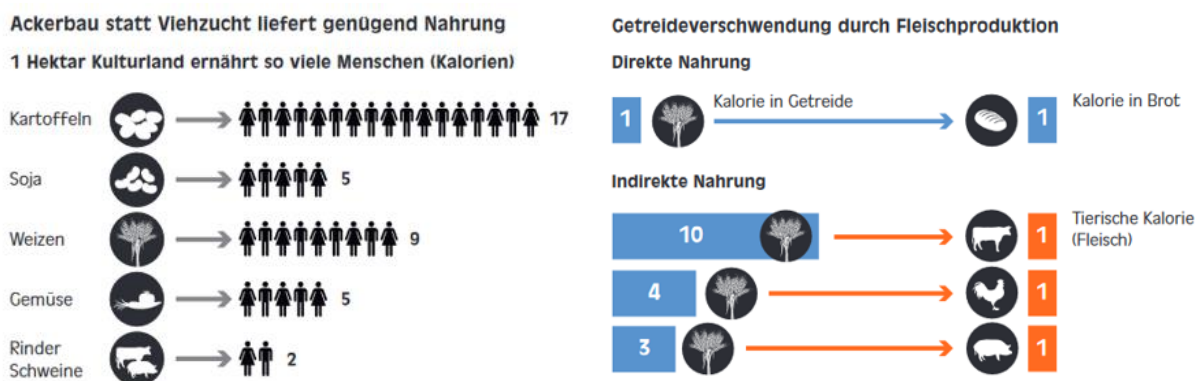 Ackerbau statt Viehzucht liefert genügend Nahrung
1 Hektar Kulturland ernährt so viele Menschen (Kalorien)
Kartoffeln
17
Soja
5
Weizen
9
Gemüse
5
Rinder
Schweine
2
Getreideverschwendung durch Fleischproduktion
Direkte Nahrung
1
Kalorie in Getreide
1
Kalorie in Brot
Indirekte Nahrung
10
1
Tierische Kalorie
(Fleisch)
4
1
3
1